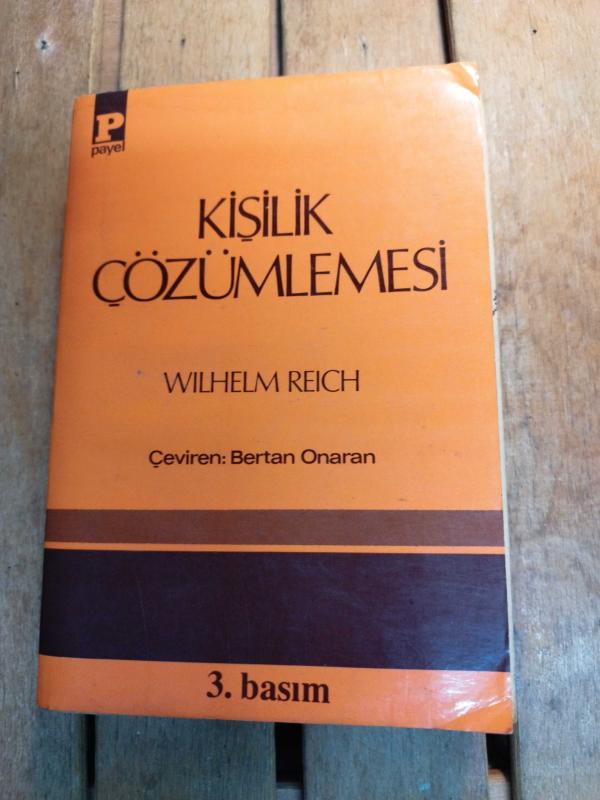 P
payel
KİŞİLİK
ÇÖZÜMLEMESİ
WILHELM REICH
Çeviren: Bertan Onaran
3. basım